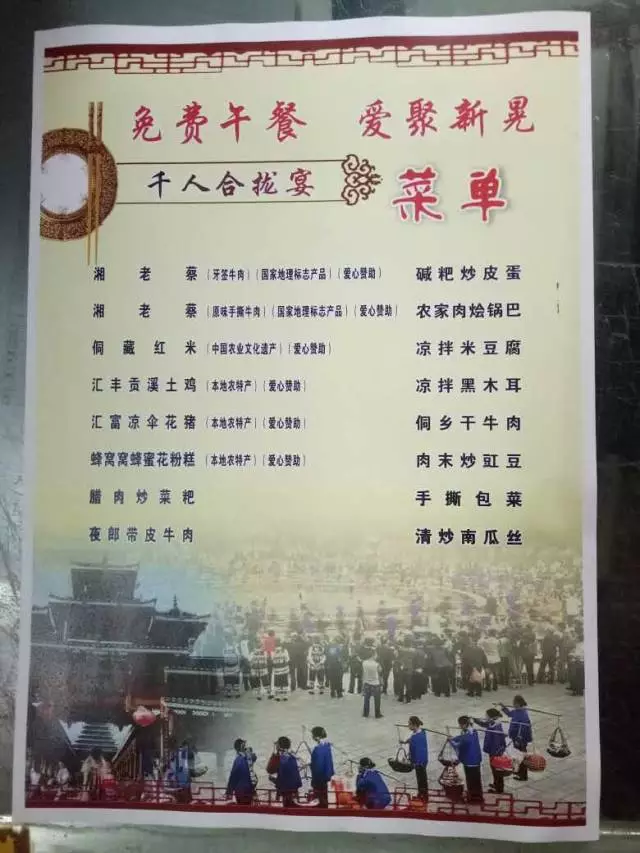 免费午餐 爱聚新晃
千人合拢宴 菜单
湘老蔡（牙签牛肉）（国家地理标志产品）（爱心赞助） 碱粑炒皮蛋
湘老蔡（原味手撕牛肉）（国家地理标志产品）（爱心赞助） 农家肉烩锅巴
侗藏红米（中国农业文化遗产）（爱心赞助） 凉拌米豆腐
汇丰贡溪土鸡（本地农特产）（爱心赞助） 凉拌黑木耳
汇富凉伞花猪（本地农特产）（爱心赞助） 侗乡干牛肉
蜂窝窝蜂蜜花粉糕（本地农特产）（爱心赞助） 肉末炒豇豆
腊肉炒菜粑 手撕包菜
夜郎带皮牛肉 清炒南瓜丝